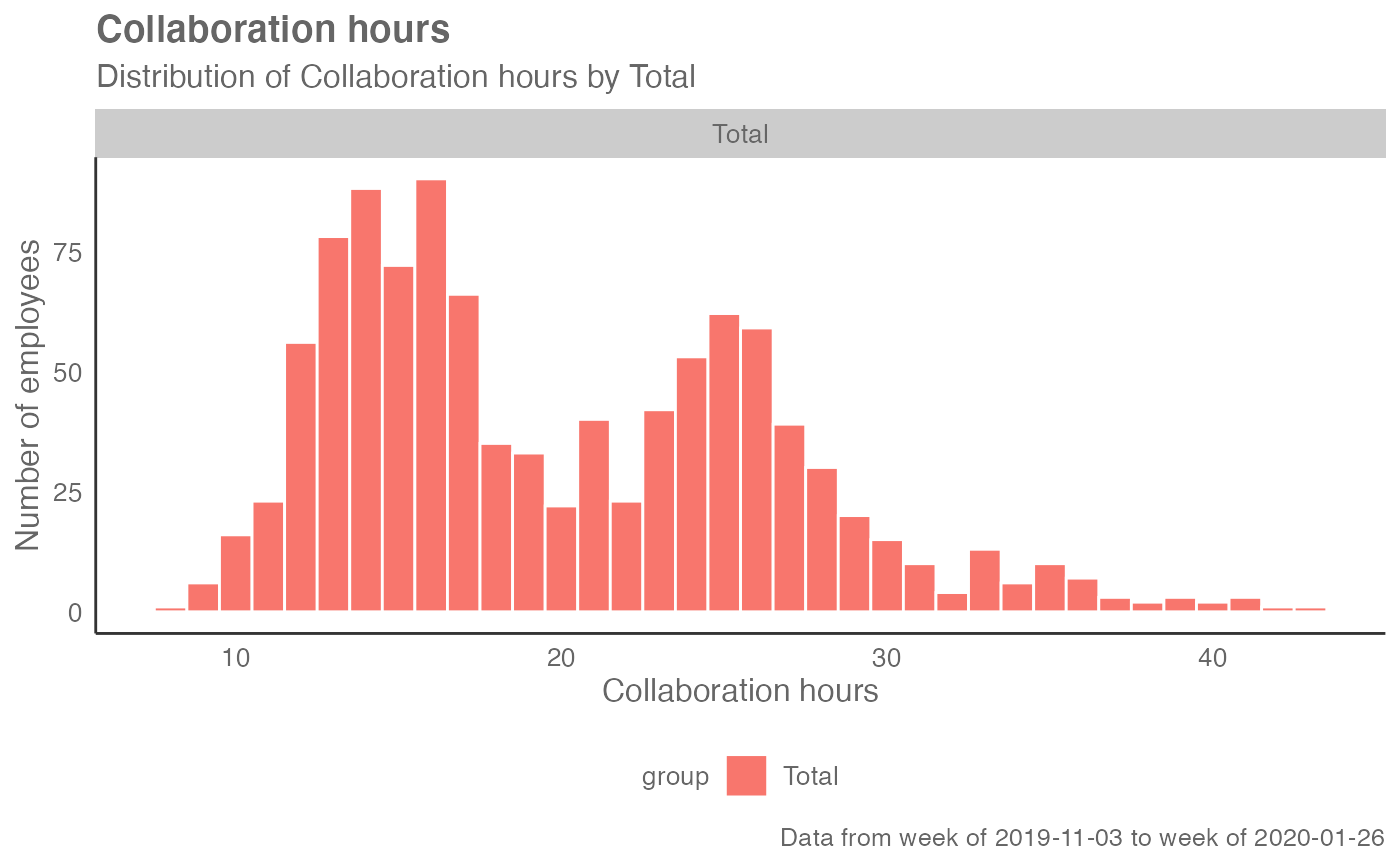 Collaboration hours
Distribution of Collaboration hours by Total
Total
Number of employees
75
50
25
0
10 20 30 40
Collaboration hours
group Total
Data from week of 2019-11-03 to week of 2020-01-26